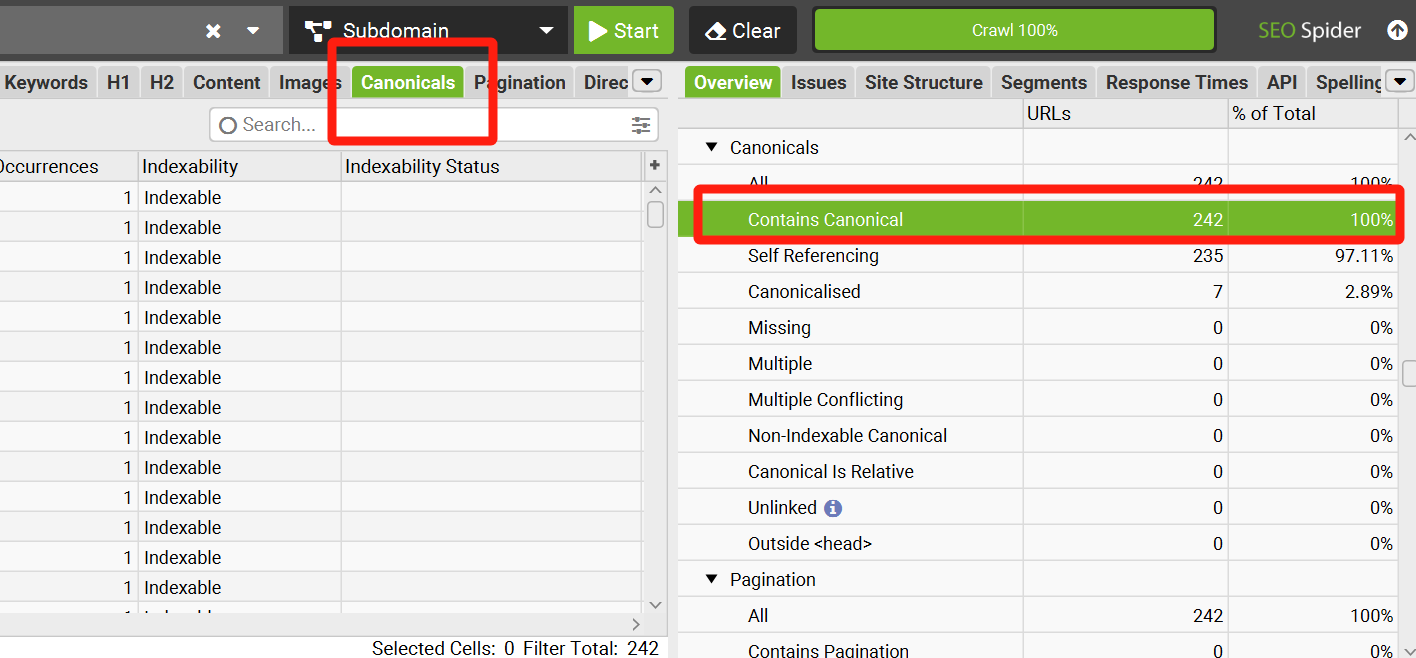 Subdomain Start Clear Crawl 100% SEO Spider
Keywords H1 H2 Content Images Canonicals Pagination Direc
Overview Issues Site Structure Segments Response Times API Spelling
Search...
URLs % of Total
Occurrences Indexability Indexability Status +
1 Indexable
1 Indexable
1 Indexable
1 Indexable
1 Indexable
1 Indexable
1 Indexable
1 Indexable
1 Indexable
1 Indexable
1 Indexable
1 Indexable
1 Indexable
1 Indexable
Selected Cells: 0 Filter Total: 242
Canonicals
All 242 100%
Contains Canonical 242 100%
Self Referencing 235 97.11%
Canonicalised 7 2.89%
Missing 0 0%
Multiple 0 0%
Multiple Conflicting 0 0%
Non-Indexable Canonical 0 0%
Canonical Is Relative 0 0%
Unlinked 0 0%
Outside <head> 0 0%
Pagination
All 242 100%
Contains Pagination 0 0%